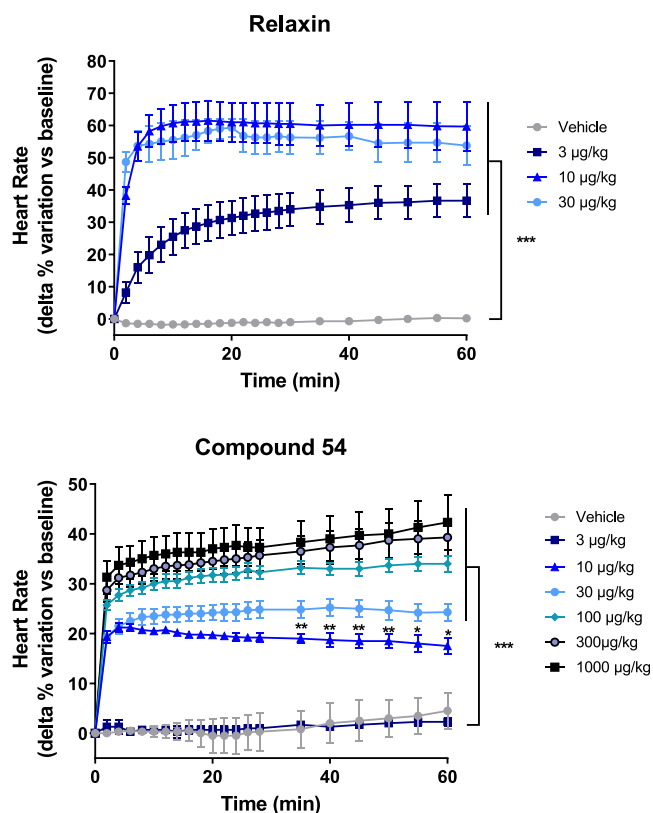 Relaxin
Heart Rate
(delta % variation vs baseline)
80
70
60
50
40
30
20
10
0
0 20 40 60
Time (min)
Vehicle
3 µg/kg
10 µg/kg
30 µg/kg
***
Compound 54
Heart Rate
(delta % variation vs baseline)
50
40
30
20
10
0
0 20 40 60
Time (min)
** ** ** ** * *
Vehicle
3 µg/kg
10 µg/kg
30 µg/kg
100 µg/kg
300µg/kg
1000 µg/kg
***